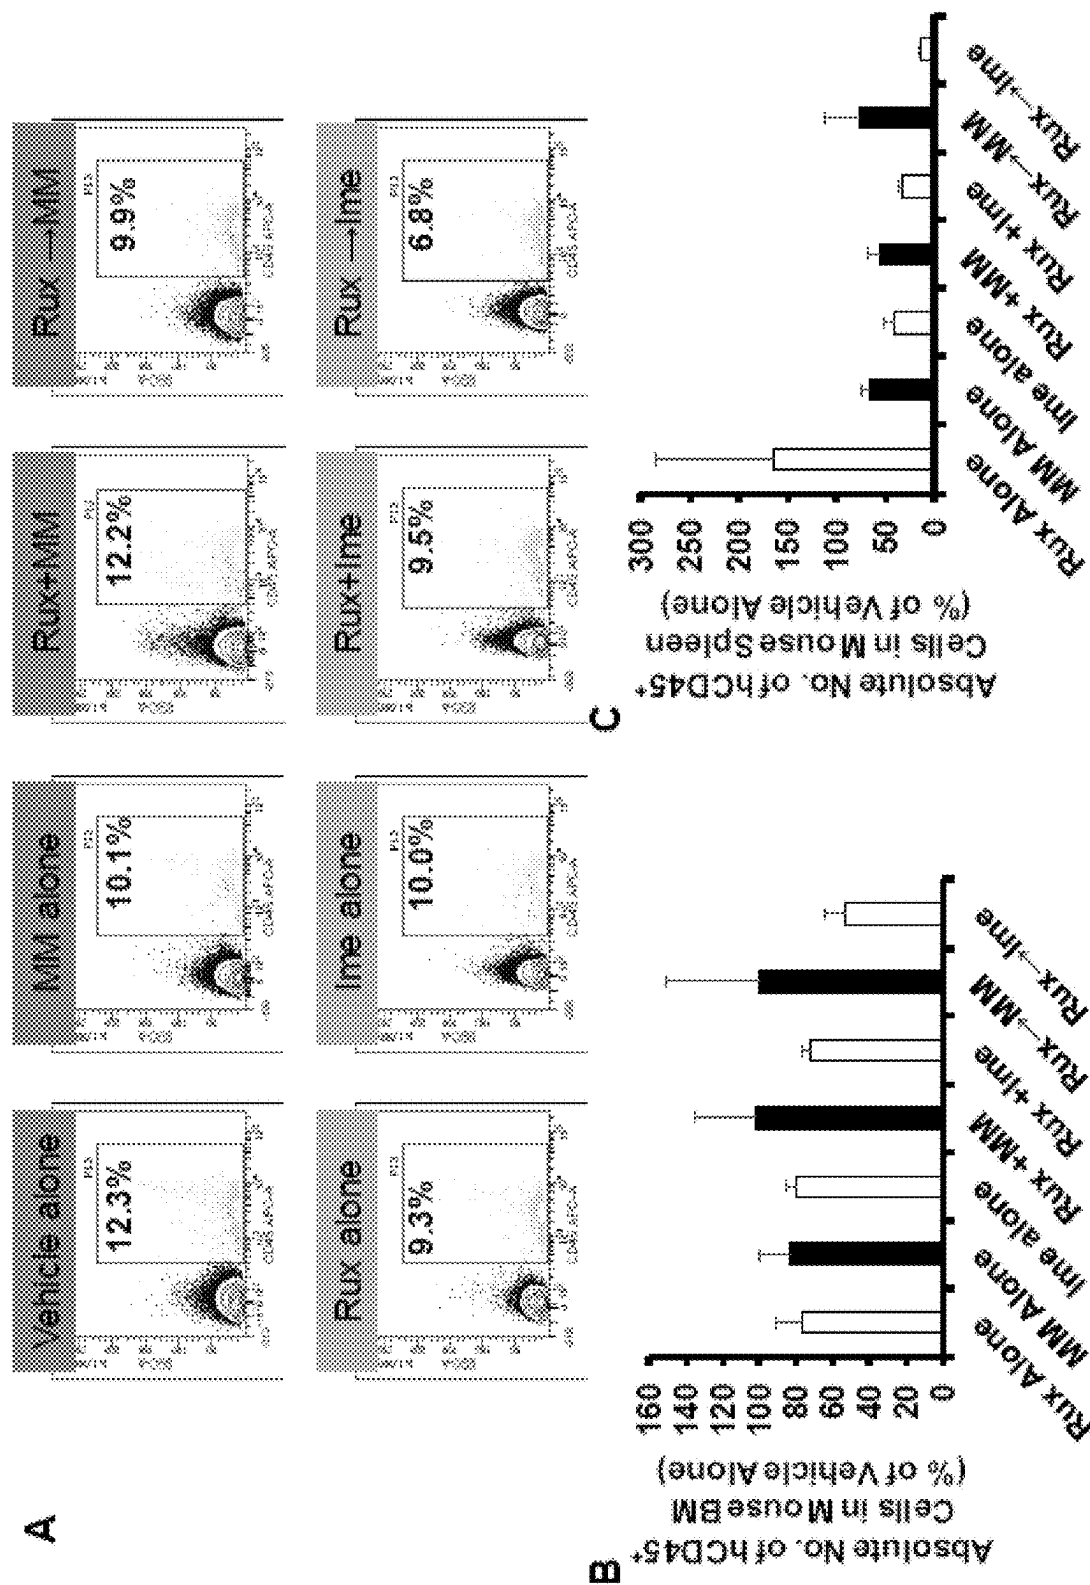 A
Vehicle alone
12.3%
MM alone
10.1%
Rux+MM
12.2%
Rux →MM
9.9%
Rux alone
9.3%
Ime alone
10.0%
Rux+Ime
9.5%
Rux →Ime
6.8%
B
Absolute No. of hCD45+
Cells in Mouse BM
(% of Vehicle Alone)
160
140
120
100
80
60
40
20
0
Rux Alone
MM Alone
Ime alone
Rux +MM
Rux +Ime
Rux→MM
Rux→Ime
C
Absolute No. of hCD45+
Cells in Mouse Spleen
(% of Vehicle Alone)
300
250
200
150
100
50
0
Rux Alone
MM Alone
Ime alone
Rux +MM
Rux +Ime
Rux→MM
Rux→Ime